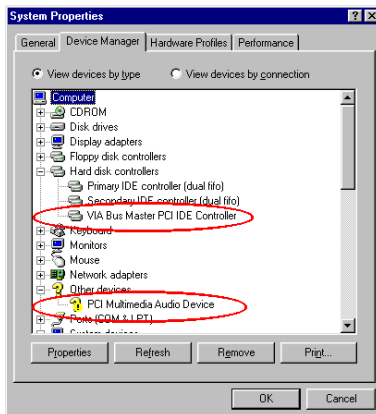 System Properties
General Device Manager Hardware Profiles Performance
View devices by type View devices by connection
Computer
CDROM
Disk drives
Display adapters
Floppy disk controllers
Hard disk controllers
Primary IDE controller (dual fifo)
Secondary IDE controller (dual fifo)
VIA Bus Master PCI IDE Controller
Keyboard
Monitors
Mouse
Network adapters
Other devices
PCI Multimedia Audio Device
Ports (COM & LPT)
System devices
Properties Refresh Remove Print...
OK Cancel